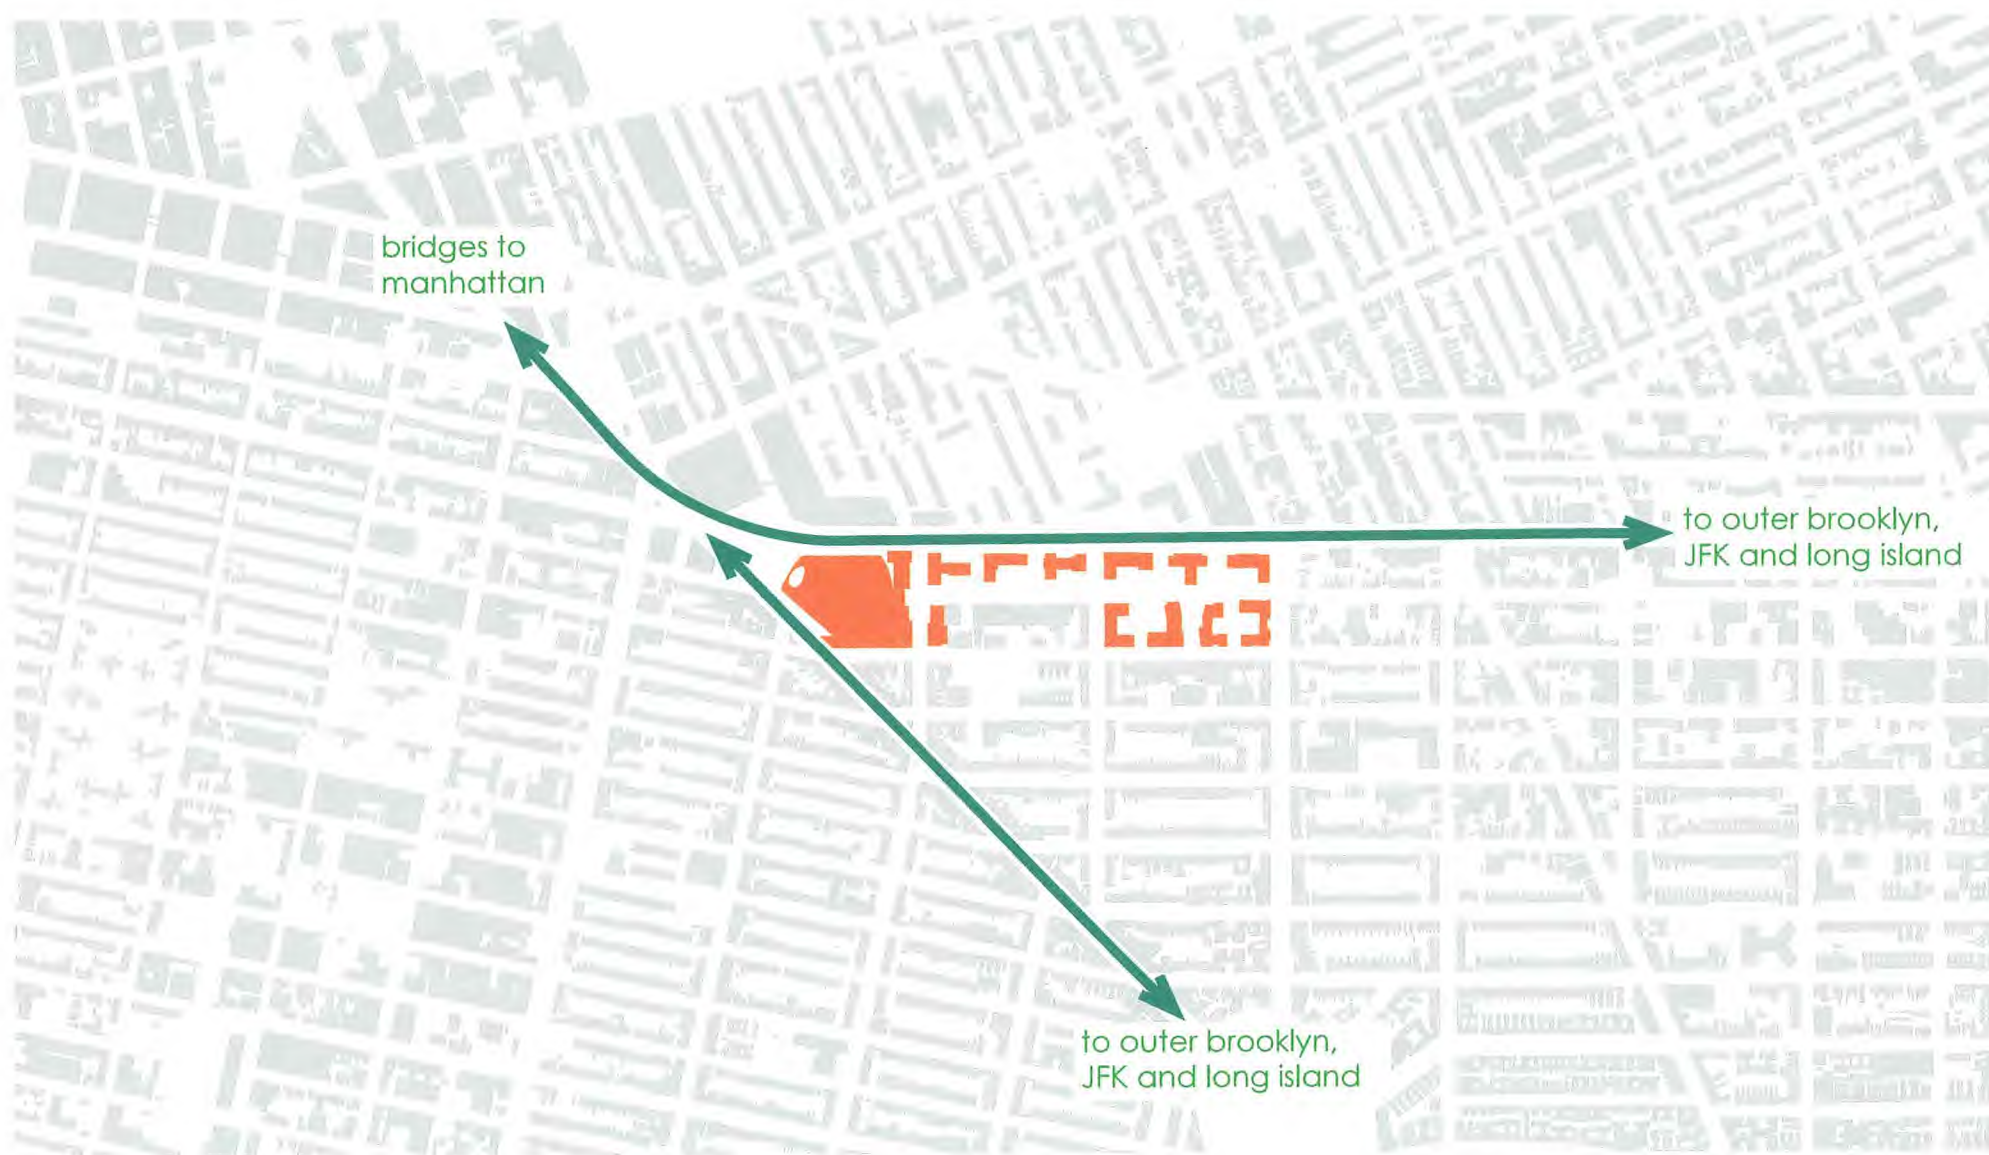 bridges to
manhattan
to outer brooklyn,
JFK and long island
to outer brooklyn,
JFK and long island